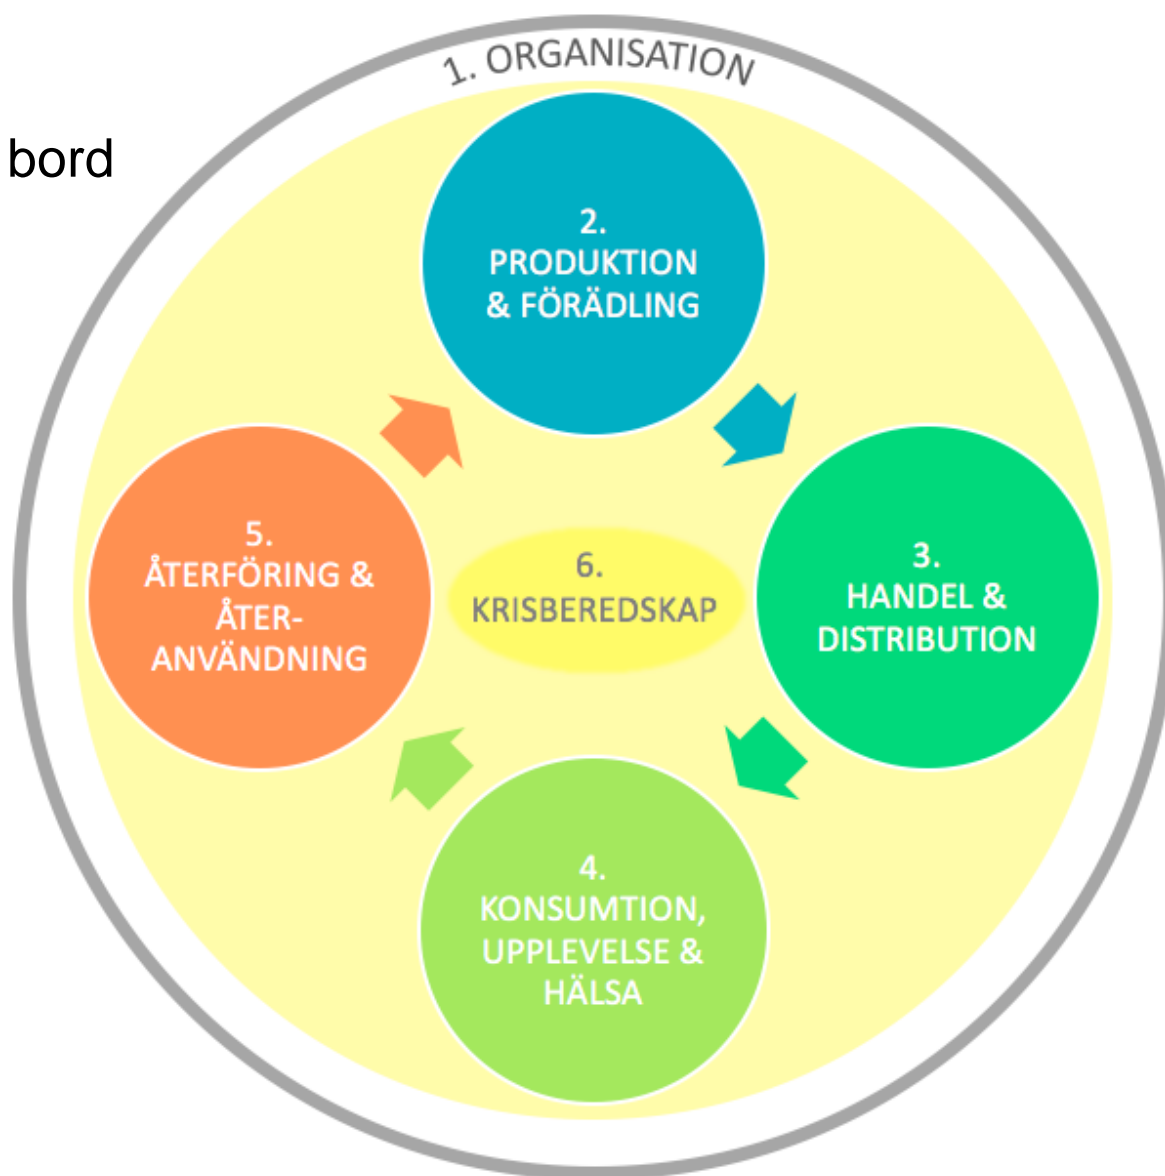 1. ORGANISATION
bord
2.
PRODUKTION
& FÖRÄDLING
3.
HANDEL &
DISTRIBUTION
4.
KONSUMTION,
UPPLEVELSE &
HÄLSA
5.
ÅTERFÖRING &
ÅTER-
ANVÄNDNING
6.
KRISBEREDSKAP